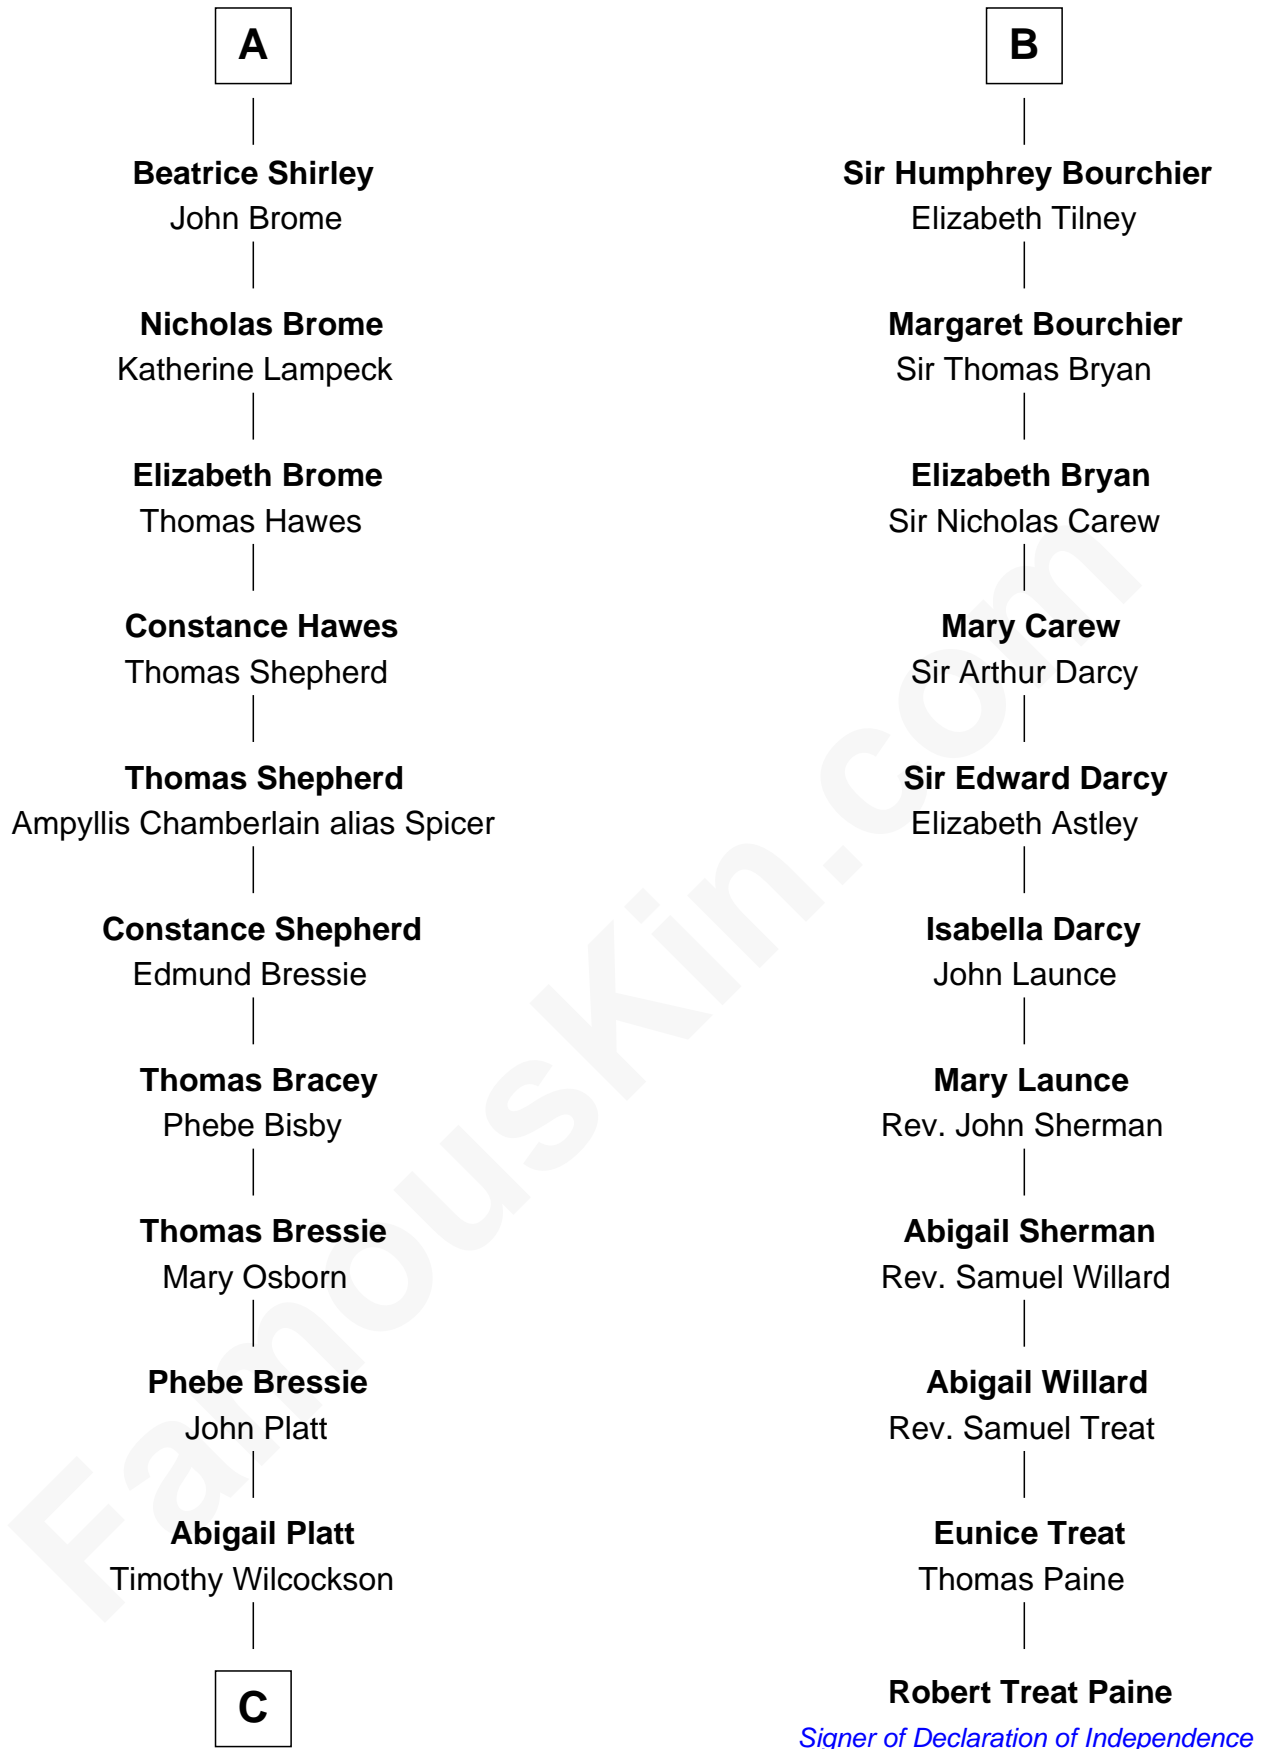 A
Beatrice Shirley
John Brome
Nicholas Brome
Katherine Lampeck
Elizabeth Brome
Thomas Hawes
Constance Hawes
Thomas Shepherd
Thomas Shepherd
Ampyllis Chamberlain alias Spicer
Constance Shepherd
Edmund Bressie
Thomas Bracey
Phebe Bisby
Thomas Bressie
Mary Osborn
Phebe Bressie
John Platt
Abigail Platt
Timothy Wilcockson
C
B
Sir Humphrey Bourchier
Elizabeth Tilney
Margaret Bourchier
Sir Thomas Bryan
Elizabeth Bryan
Sir Nicholas Carew
Mary Carew
Sir Arthur Darcy
Sir Edward Darcy
Elizabeth Astley
Isabella Darcy
John Launce
Mary Launce
Rev. John Sherman
Abigail Sherman
Rev. Samuel Willard
Abigail Willard
Rev. Samuel Treat
Eunice Treat
Thomas Paine
Robert Treat Paine
Signer of Declaration of Independence
FamousKin.com